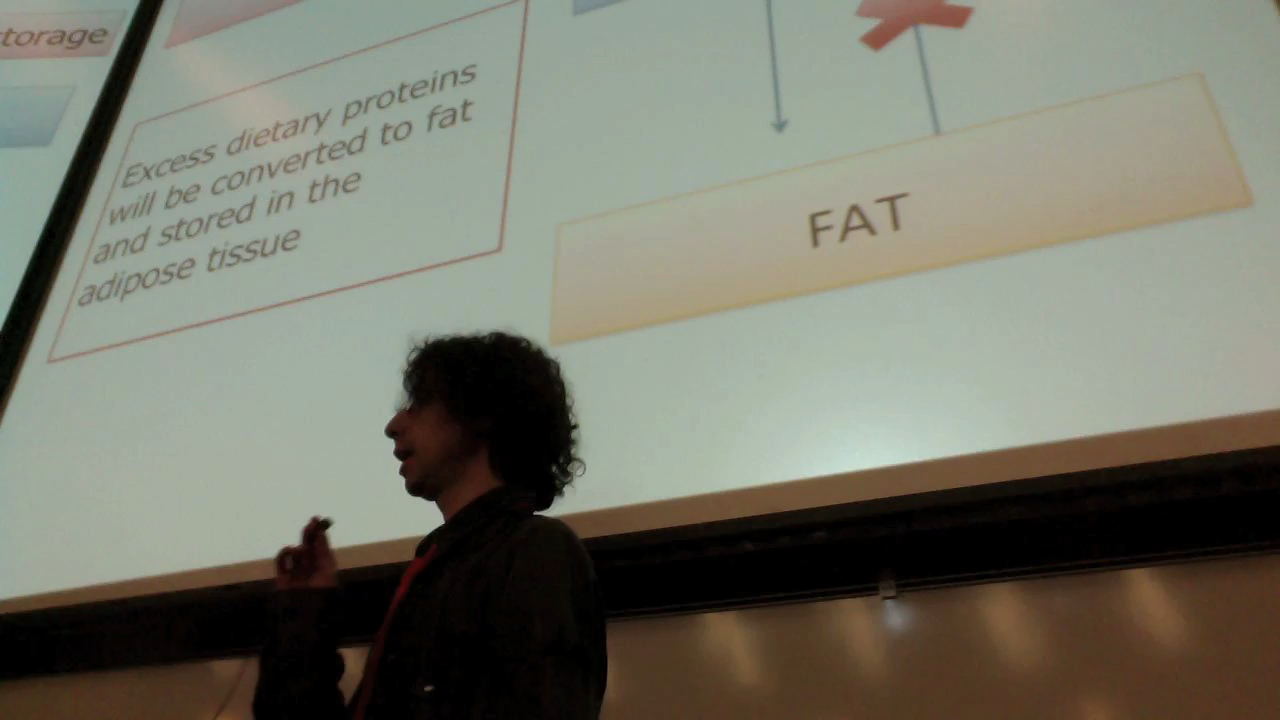 torage
Excess dietary proteins
will be converted to fat
and stored in the
adipose tissue
FAT